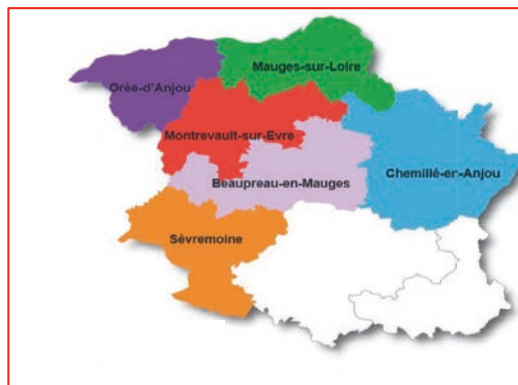 Mauges-sur-Loire
Orée-d'Anjou
Montrevault-sur-Evre
Chemillé-en-Anjou
Beaupreau-en-Mauges
Sèvremoine